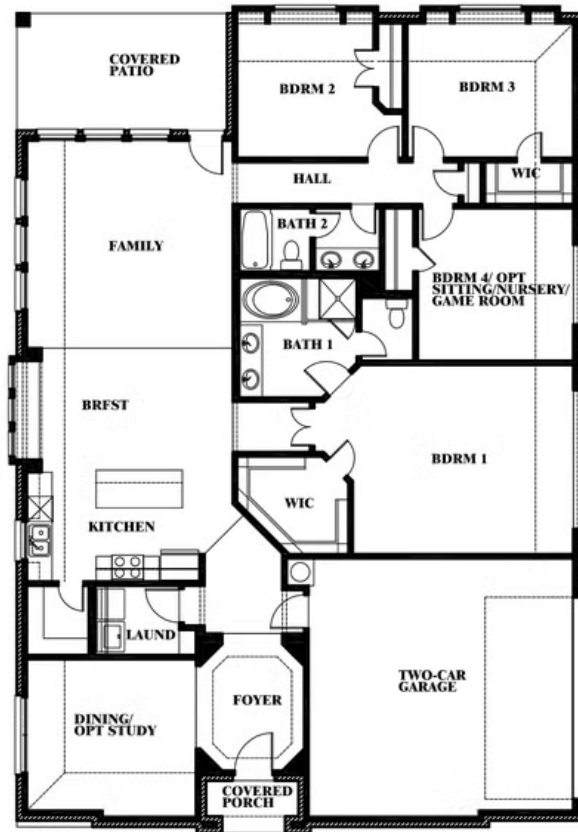 COVERED
PATIO
BDRM 2
BDRM 3
HALL
WIC
BATH 2
FAMILY
BDRM 4/ OPT
SITTING/NURSERY/
GAME ROOM
BATH 1
BRFST
BDRM 1
WIC
KITCHEN
LAUND
TWO-CAR
GARAGE
FOYER
DINING/
OPT STUDY
COVERED
PORCH